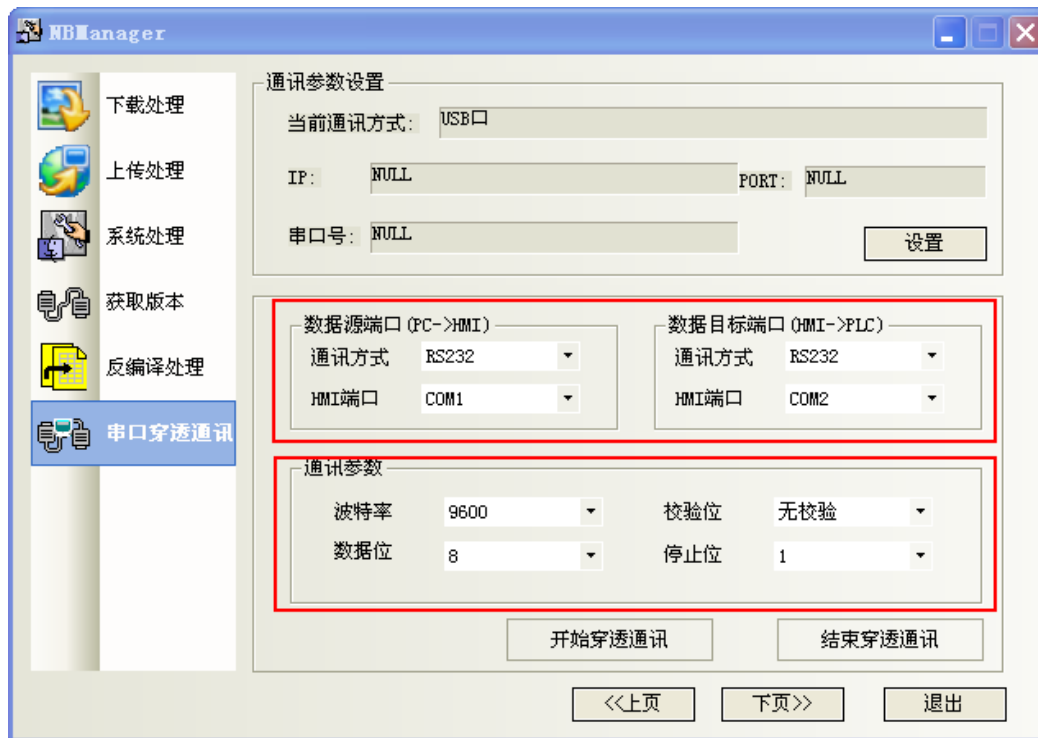 NBManager
下载处理
上传处理
系统处理
获取版本
反编译处理
串口穿透通讯
通讯参数设置
当前通讯方式: USB口
IP: NULL PORT: NULL
串口号: NULL 设置
数据源端口(PC->HMI) 数据目标端口(HMI->PLC)
通讯方式 RS232 通讯方式 RS232
HMI端口 COM1 HMI端口 COM2
通讯参数
波特率 9600 校验位 无校验
数据位 8 停止位 1
开始穿透通讯 结束穿透通讯
<<上页 下页>> 退出